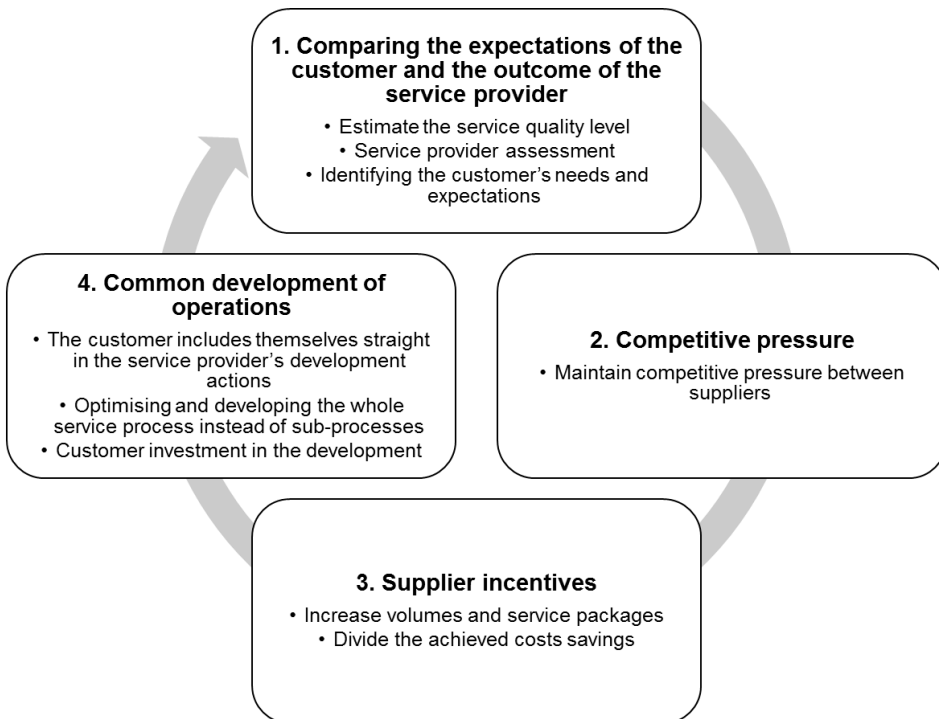 1. Comparing the expectations of the
customer and the outcome of the
service provider
• Estimate the service quality level
• Service provider assessment
• Identifying the customer’s needs and
expectations
2. Competitive pressure
• Maintain competitive pressure between
suppliers
3. Supplier incentives
• Increase volumes and service packages
• Divide the achieved costs savings
4. Common development of
operations
• The customer includes themselves straight
in the service provider’s development
actions
• Optimising and developing the whole
service process instead of sub-processes
• Customer investment in the development